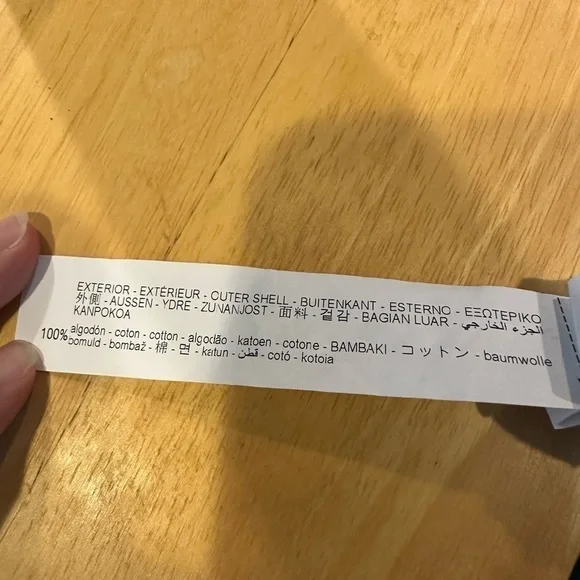 EXTERIOR - EXTÉRIEUR - OUTER SHELL - BUITENKANT - ESTERNO - ΕΞΩΤΕΡΙΚΟ
外側 - AUSSEN - YDRE - ZUNANJOST - 面料 - 겉감 - BAGIAN LUAR - الجزء الخارجي -
KANPOKOA
100% algodón - coton - cotton - algodão - katoen - cotone - BAMBAKI - コットン - baumwolle
bomuld - bombaž - 棉 - 면 - katun - قطن - cotó - kotoia